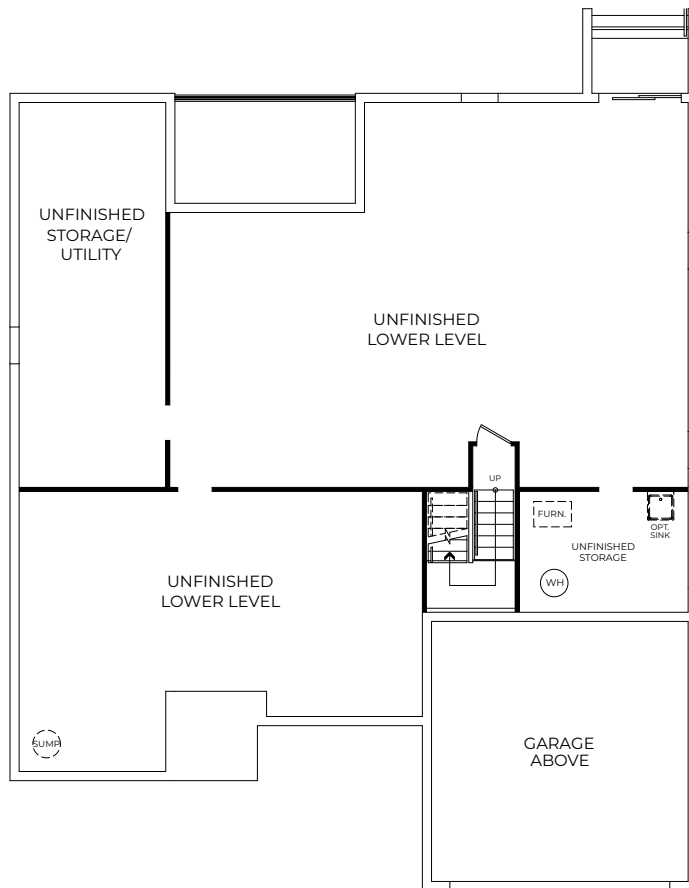 UNFINISHED
STORAGE/
UTILITY
UNFINISHED
LOWER LEVEL
UP
FURN.
OPT.
SINK
UNFINISHED
STORAGE
WH
UNFINISHED
LOWER LEVEL
SUMP
GARAGE
ABOVE